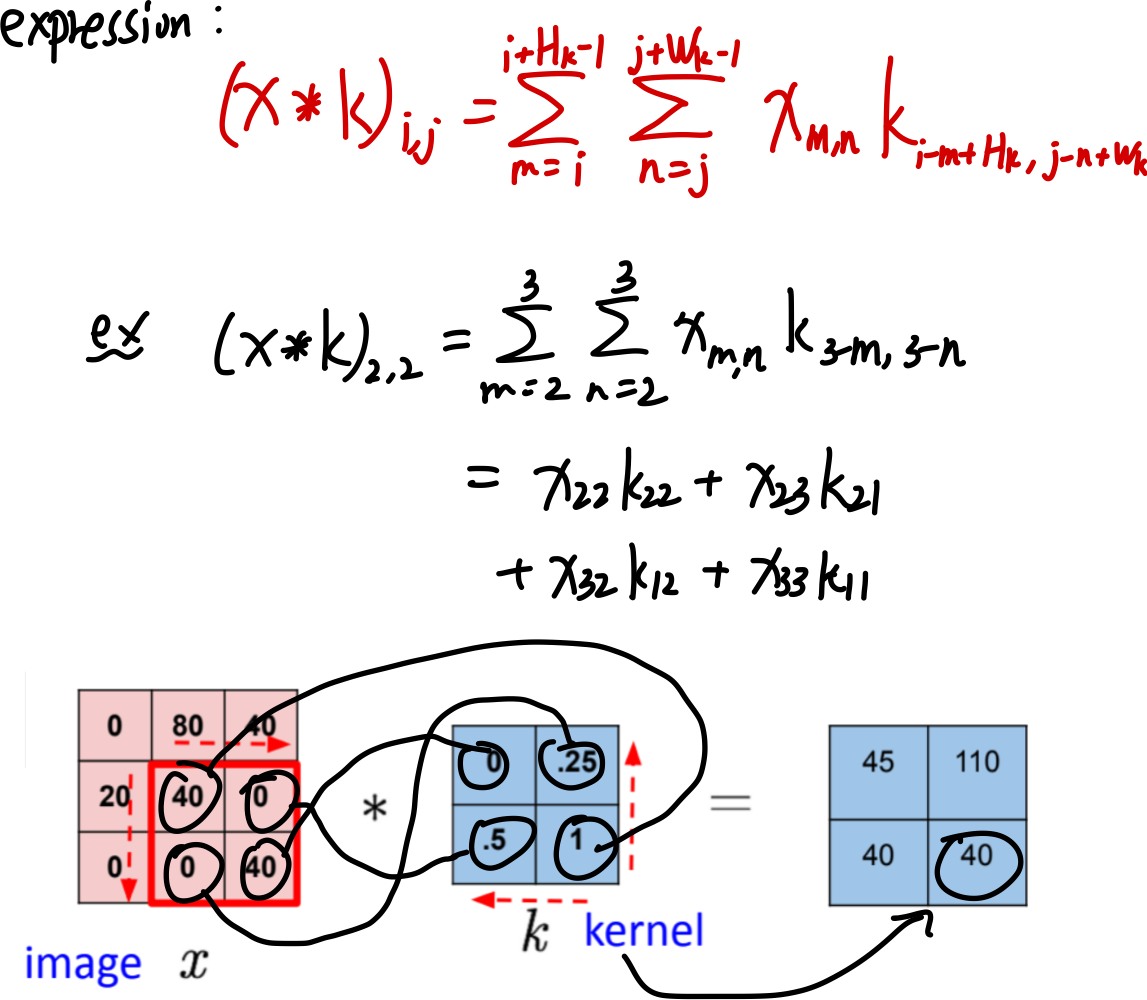 expression :
(x * k)_{i,j} = \sum_{m=i}^{i+H_k-1} \sum_{n=j}^{j+W_k-1} x_{m,n} k_{i-m+H_k, j-n+W_k}
ex (x * k)_{2,2} = \sum_{m=2}^{3} \sum_{n=2}^{3} x_{m,n} k_{3-m, 3-n}
= x_{22} k_{22} + x_{23} k_{21}
+ x_{32} k_{12} + x_{33} k_{11}
0 80 40
20 40 0
0 0 40
*
0 .25
.5 1
=
45 110
40 40
image x
k kernel